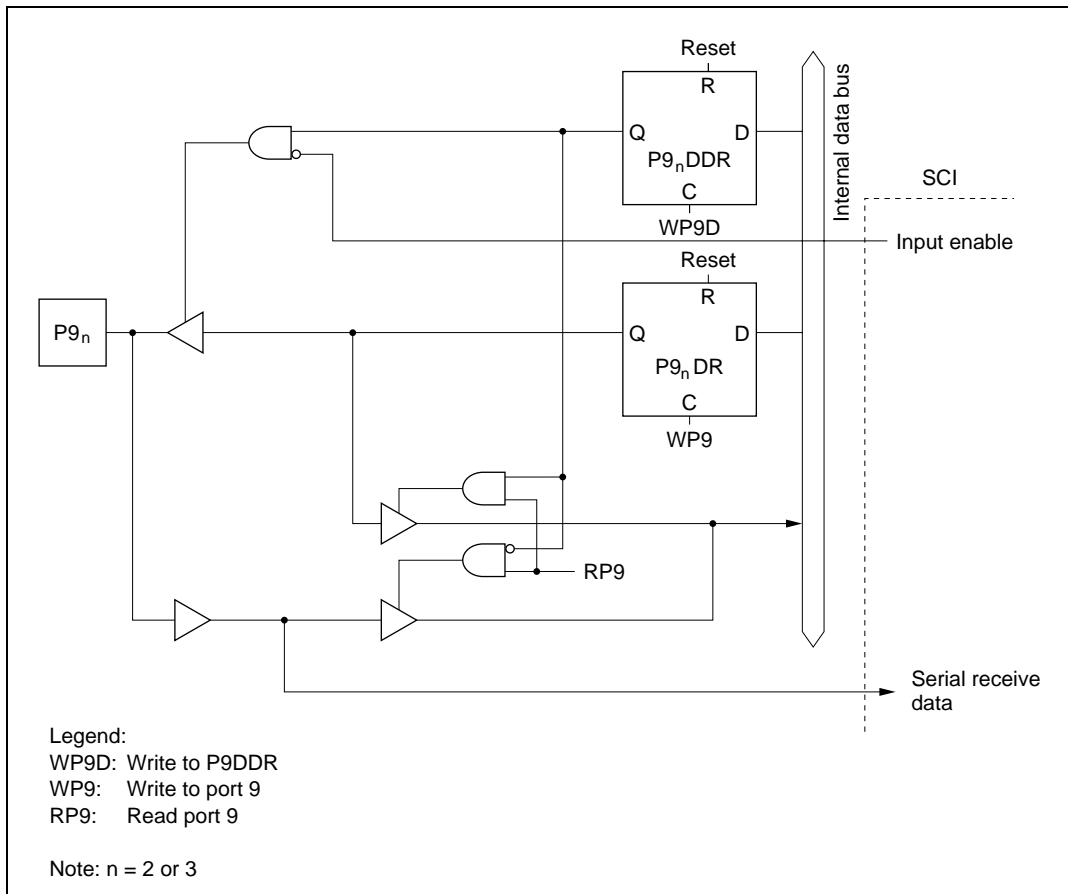 Reset
R
Q
D
P9nDDR
C
WP9D
Internal data bus
SCI
Input enable
Reset
R
P9n
Q
D
P9nDR
C
WP9
RP9
Serial receive
data
Legend:
WP9D: Write to P9DDR
WP9: Write to port 9
RP9: Read port 9
Note: n = 2 or 3